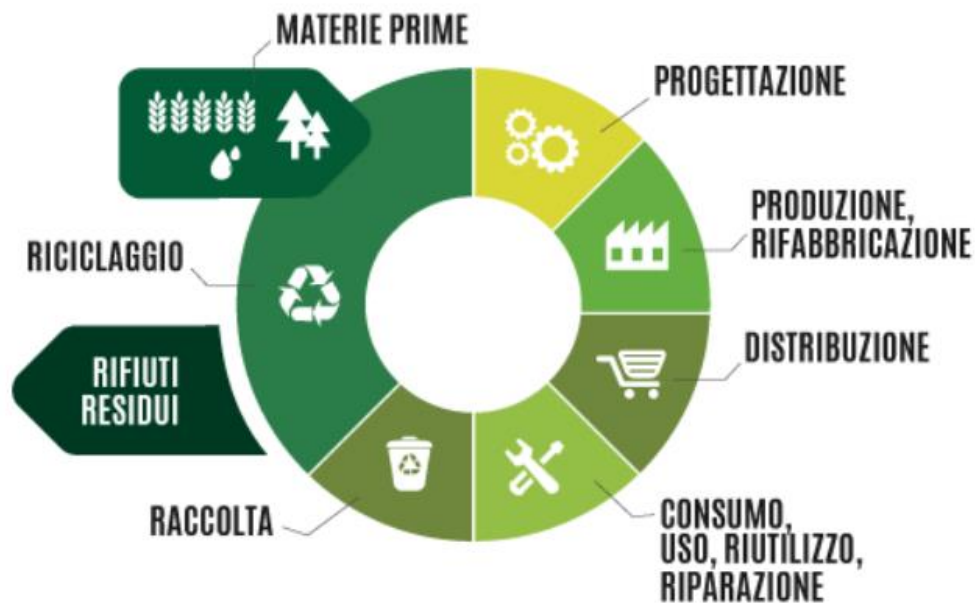 MATERIE PRIME
PROGETTAZIONE
PRODUZIONE,
RIFABBRICAZIONE
DISTRIBUZIONE
CONSUMO,
USO, RIUTILIZZO,
RIPARAZIONE
RACCOLTA
RIFIUTI
RESIDUI
RICICLAGGIO